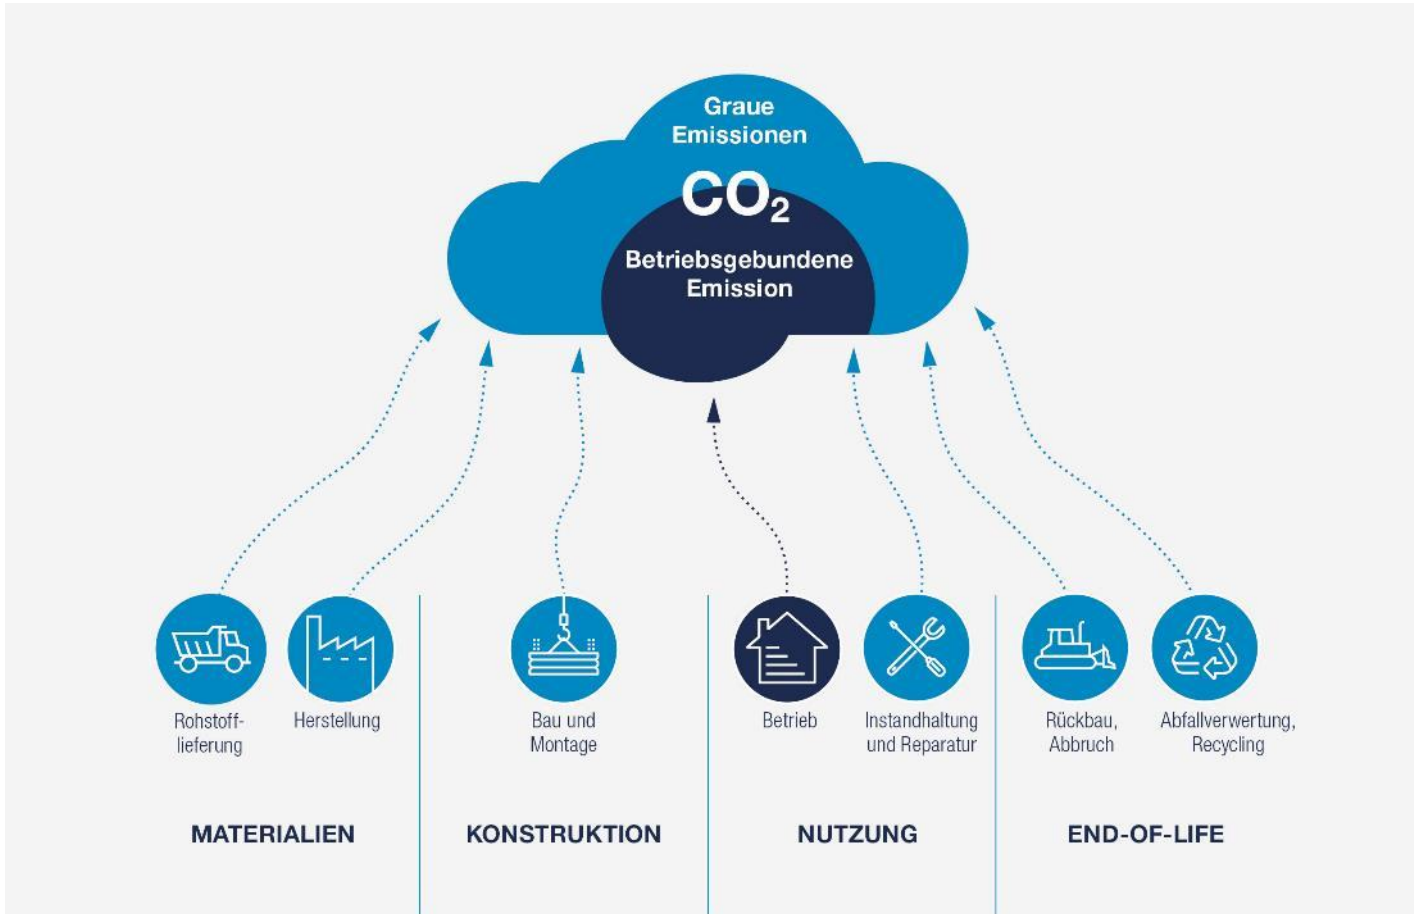 Graue
Emissionen
CO₂
Betriebsgebundene
Emission
Rohstoff-
lieferung
Herstellung
Bau und
Montage
Betrieb
Instandhaltung
und Reparatur
Rückbau,
Abbruch
Abfallverwertung,
Recycling
MATERIALIEN
KONSTRUKTION
NUTZUNG
END-OF-LIFE